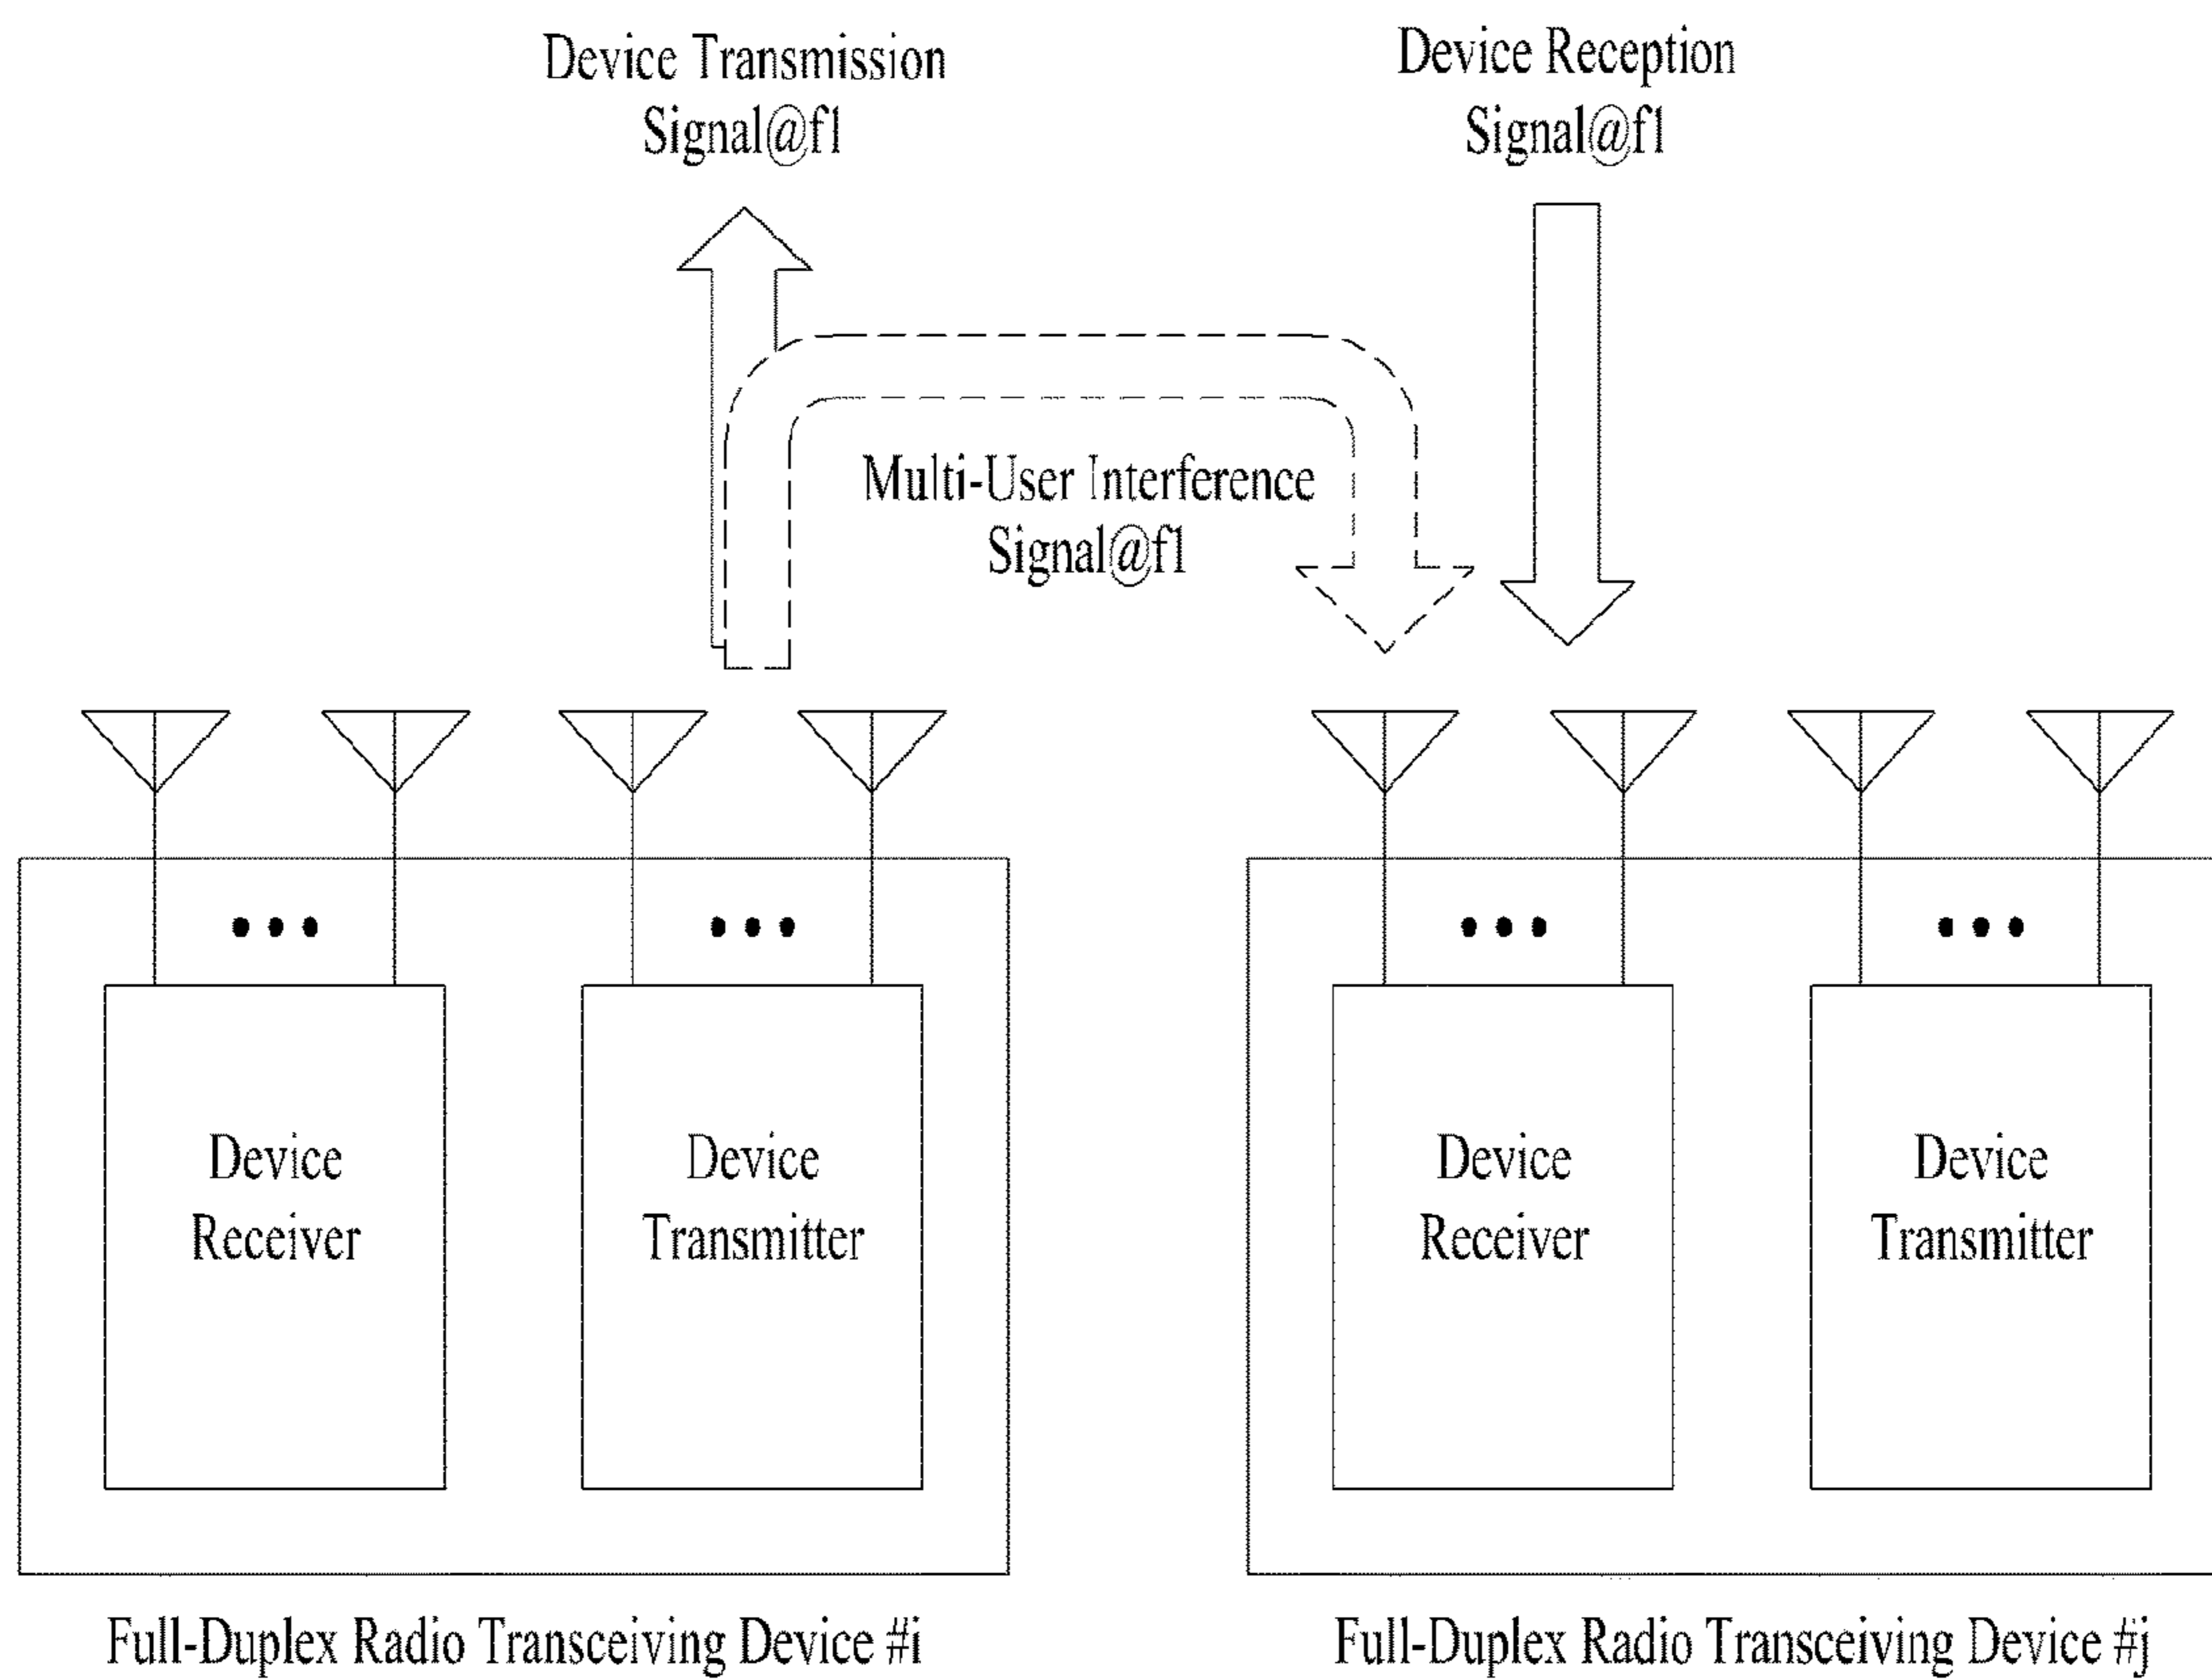 Device Transmission
Signal@f1
Device Reception
Signal@f1
Multi-User Interference
Signal@f1
Device
Receiver
Device
Transmitter
Device
Receiver
Device
Transmitter
Full-Duplex Radio Transceiving Device #i
Full-Duplex Radio Transceiving Device #j